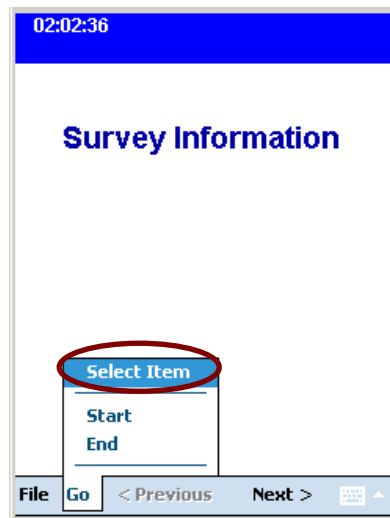 02:02:36
Survey Information
Select Item
Start
End
File Go < Previous Next >